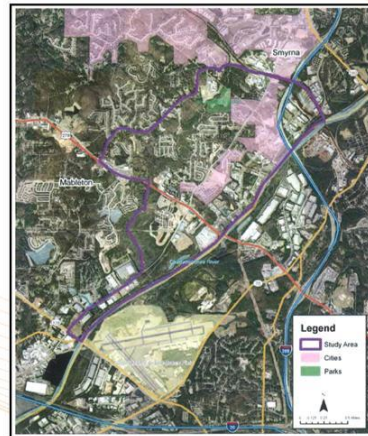 Smyrna
Mableton
Chattahoochee River
Legend
Study Area
Cities
Parks
N